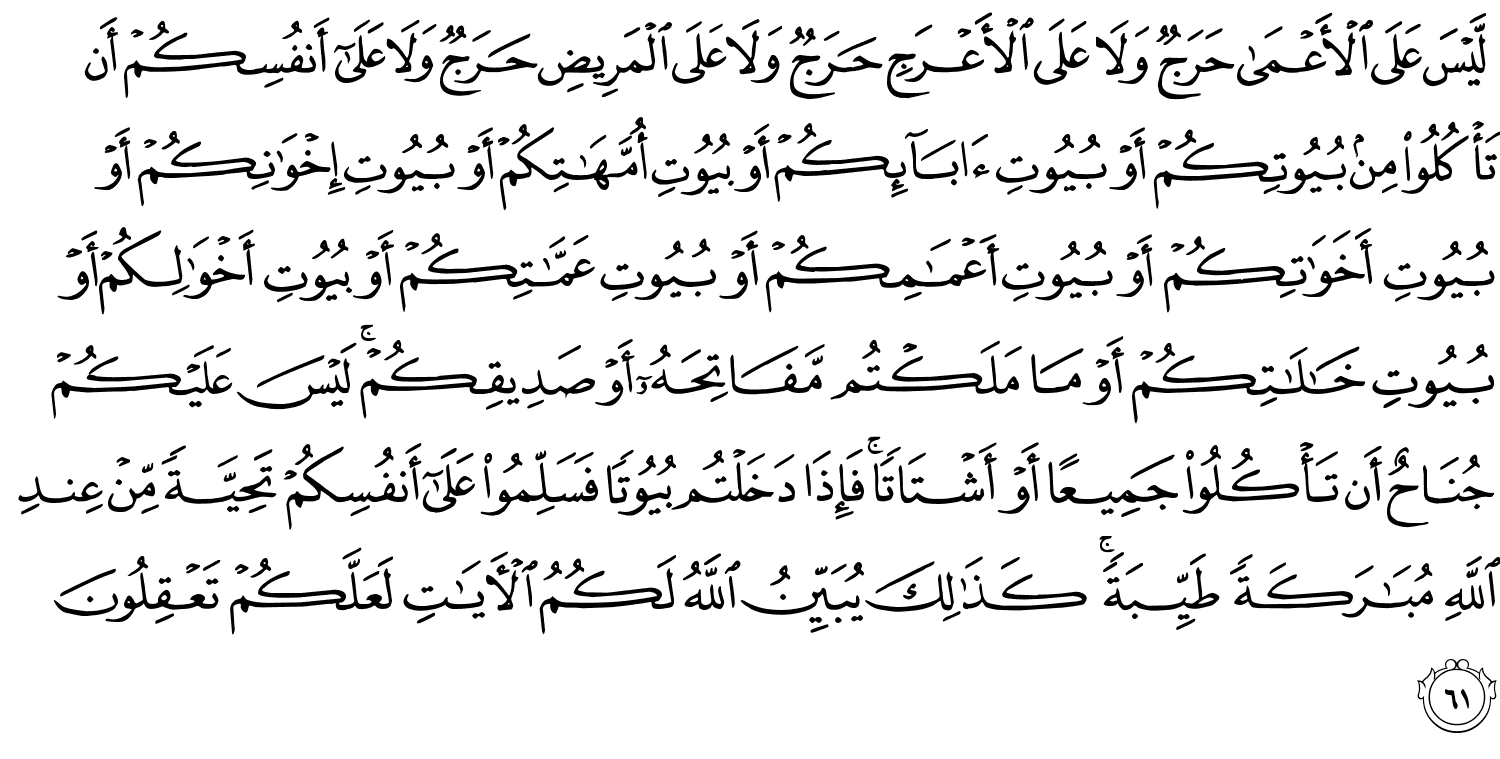 لَّيْسَ عَلَى ٱلْأَعْمَىٰ حَرَجٌ وَلَا عَلَى ٱلْأَعْرَجِ حَرَجٌ وَلَا عَلَى ٱلْمَرِيضِ حَرَجٌ وَلَا عَلَىٰٓ أَنفُسِكُمْ أَن
تَأْكُلُوا۟ مِنۢ بُيُوتِكُمْ أَوْ بُيُوتِ ءَابَآئِكُمْ أَوْ بُيُوتِ أُمَّهَـٰتِكُمْ أَوْ بُيُوتِ إِخْوَٰنِكُمْ أَوْ
بُيُوتِ أَخَوَٰتِكُمْ أَوْ بُيُوتِ أَعْمَـٰمِكُمْ أَوْ بُيُوتِ عَمَّـٰتِكُمْ أَوْ بُيُوتِ أَخْوَٰلِكُمْ أَوْ
بُيُوتِ خَـٰلَـٰتِكُمْ أَوْ مَا مَلَكْتُم مَّفَاتِحَهُۥٓ أَوْ صَدِيقِكُمْ ۚ لَيْسَ عَلَيْكُمْ
جُنَاحٌ أَن تَأْكُلُوا۟ جَمِيعًا أَوْ أَشْتَاتًا ۚ فَإِذَا دَخَلْتُم بُيُوتًا فَسَلِّمُوا۟ عَلَىٰٓ أَنفُسِكُمْ تَحِيَّةً مِّنْ عِندِ
ٱللَّهِ مُبَـٰرَكَةً طَيِّبَةً ۚ كَذَٰلِكَ يُبَيِّنُ ٱللَّهُ لَكُمُ ٱلْـَٔايَـٰتِ لَعَلَّكُمْ تَعْقِلُونَ
٦١